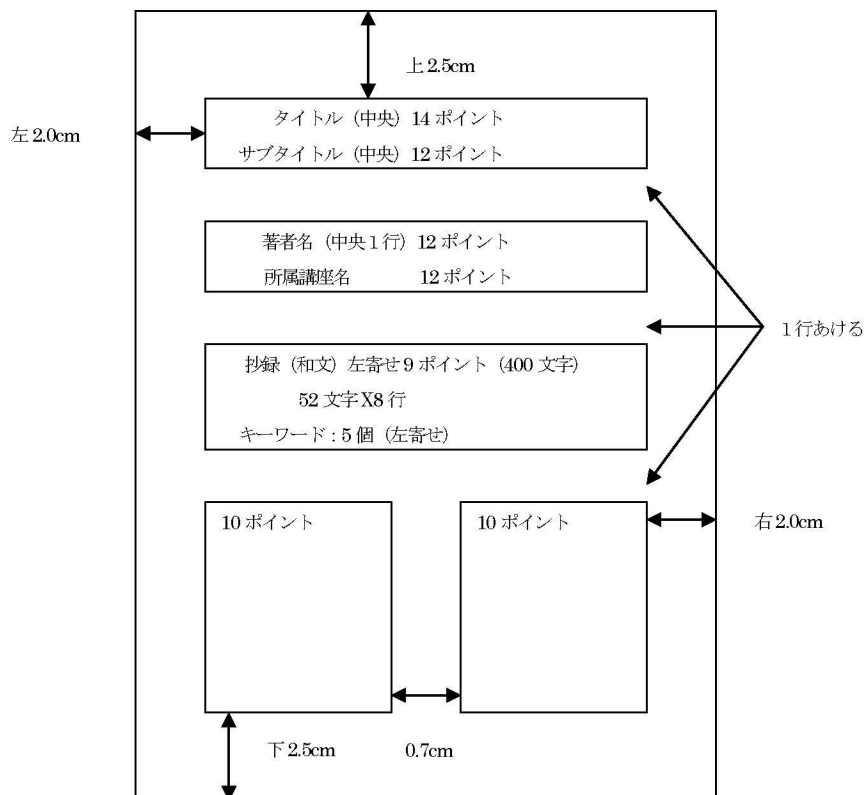 上2.5cm
左2.0cm
タイトル（中央）14ポイント
サブタイトル（中央）12ポイント
著者名（中央１行）12ポイント
所属講座名 12ポイント
１行あける
抄録（和文）左寄せ9ポイント（400文字）
52文字X8行
キーワード：5個（左寄せ）
10ポイント
10ポイント
右2.0cm
下2.5cm
0.7cm